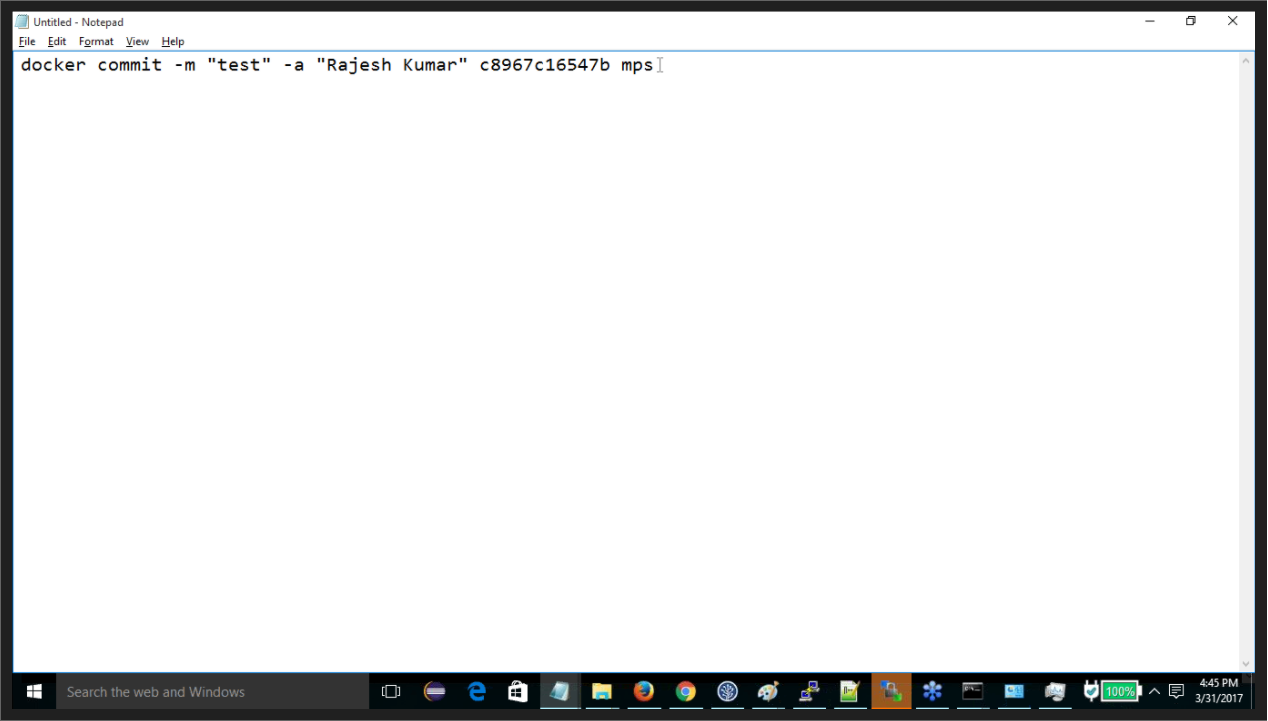 Untitled - Notepad
File Edit Format View Help
docker commit -m "test" -a "Rajesh Kumar" c8967c16547b mps
Search the web and Windows
100%
4:45 PM
3/31/2017